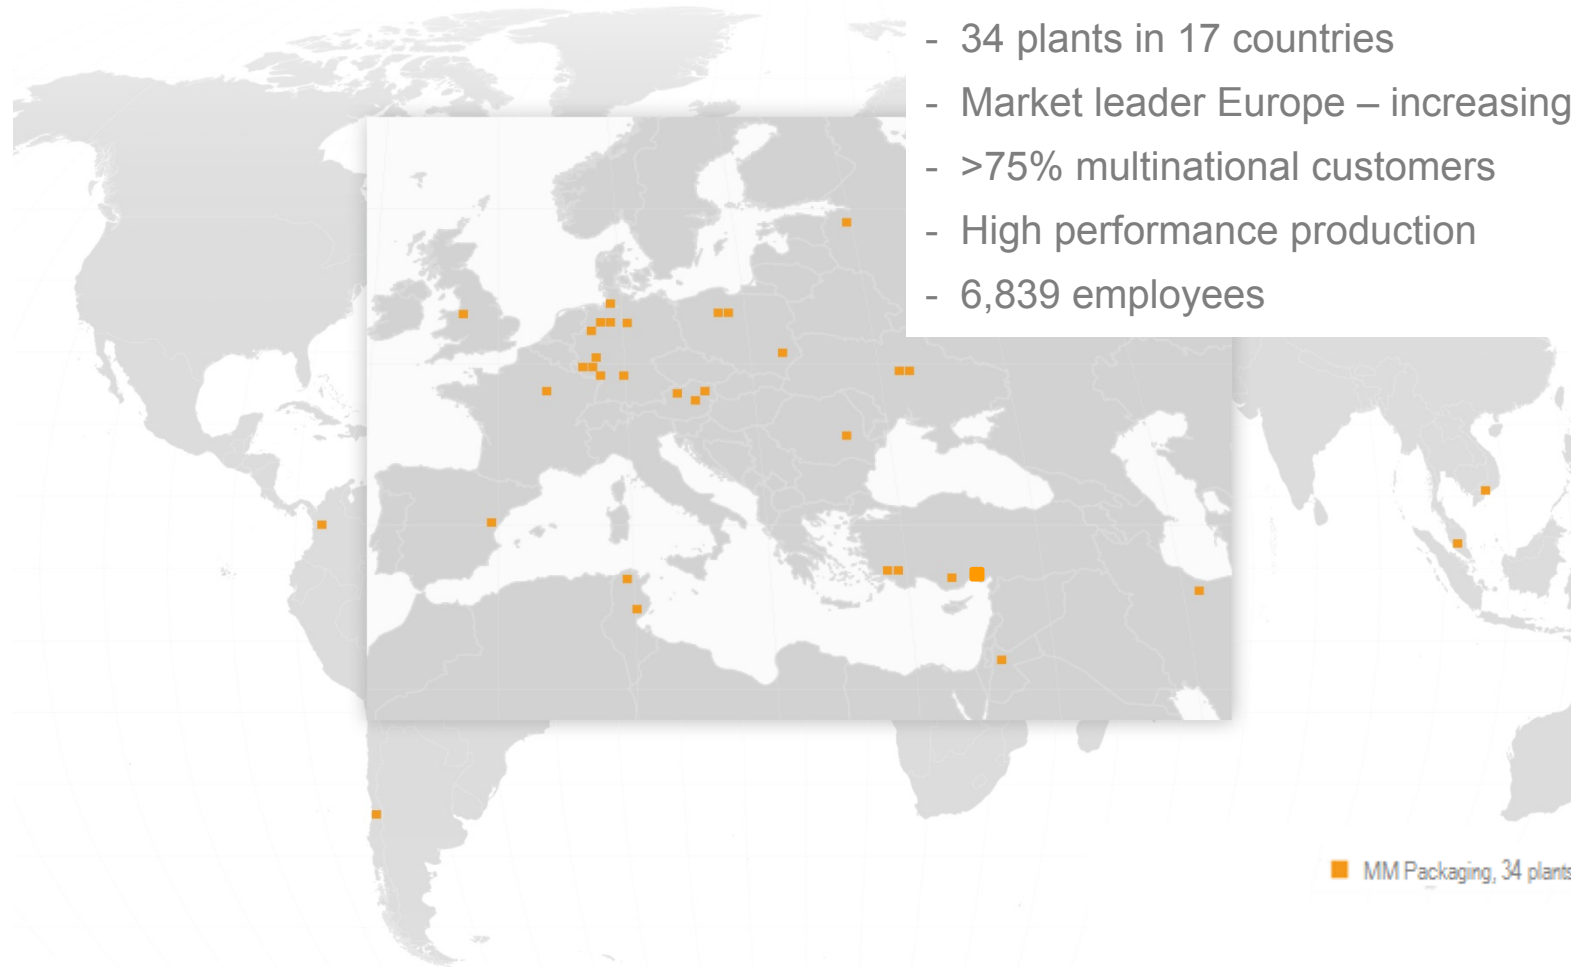 - 34 plants in 17 countries
- Market leader Europe – increasing
- >75% multinational customers
- High performance production
- 6,839 employees
MM Packaging, 34 plants